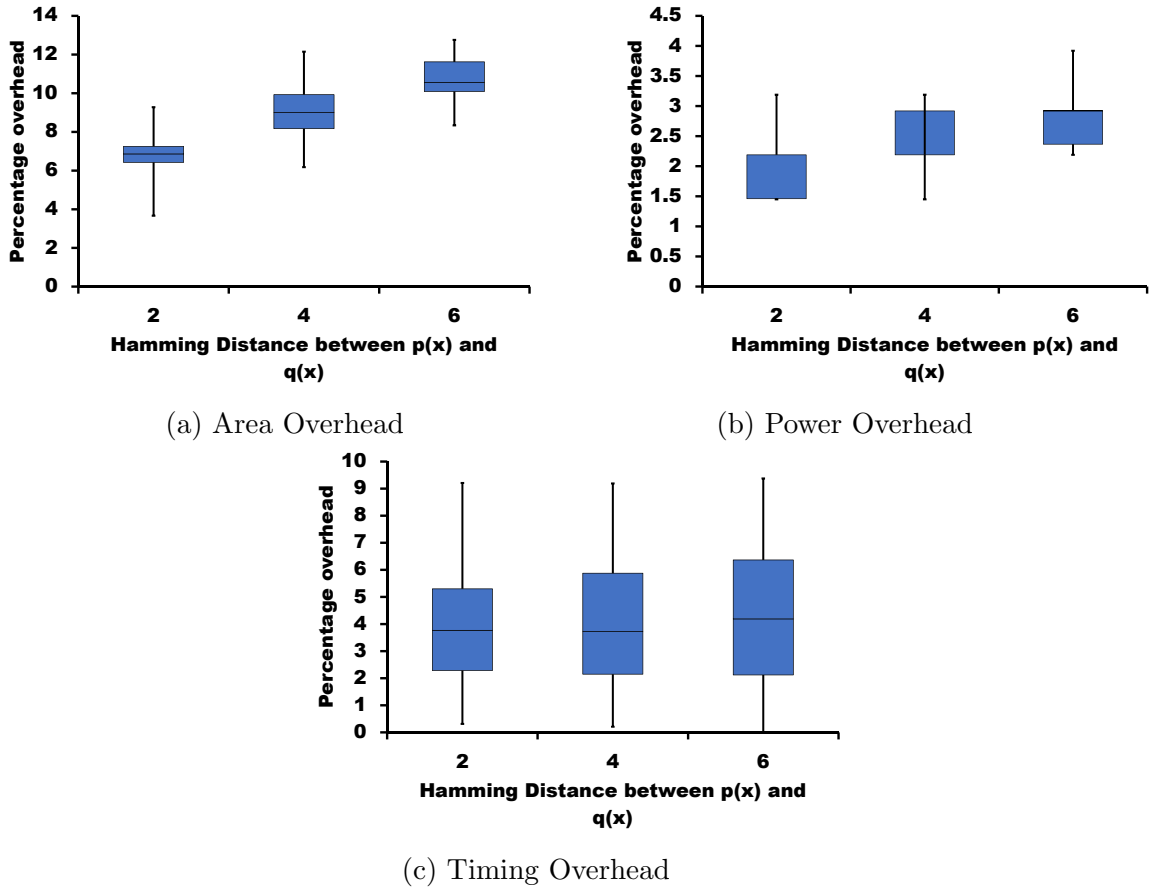 14
12
10
8
6
4
2
0
Percentage overhead
2 4 6
Hamming Distance between p(x) and
q(x)
(a) Area Overhead
4.5
4
3.5
3
2.5
2
1.5
1
0.5
0
Percentage overhead
2 4 6
Hamming Distance between p(x) and
q(x)
(b) Power Overhead
10
9
8
7
6
5
4
3
2
1
0
Percentage overhead
2 4 6
Hamming Distance between p(x) and
q(x)
(c) Timing Overhead